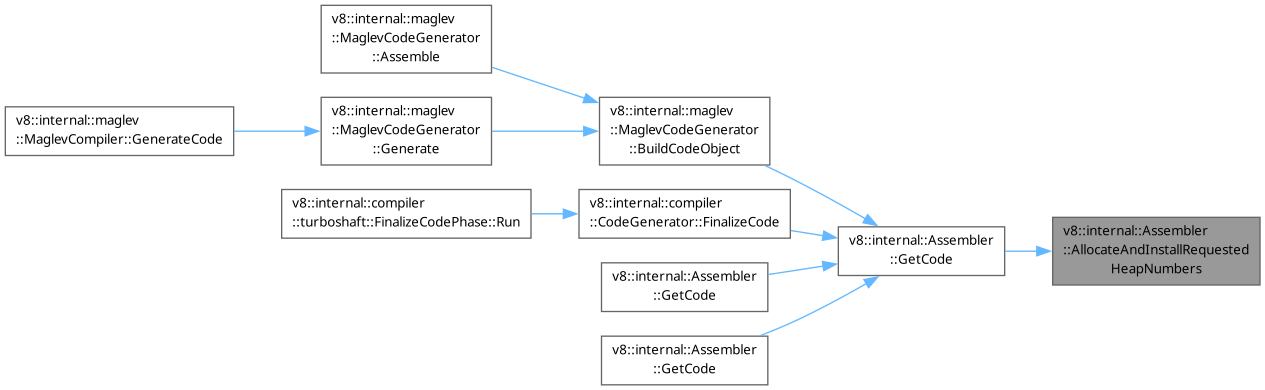 v8::internal::maglev
::MaglevCodeGenerator
::Assemble
v8::internal::maglev
::MaglevCompiler::GenerateCode
v8::internal::maglev
::MaglevCodeGenerator
::Generate
v8::internal::maglev
::MaglevCodeGenerator
::BuildCodeObject
v8::internal::compiler
::turboshaft::FinalizeCodePhase::Run
v8::internal::compiler
::CodeGenerator::FinalizeCode
v8::internal::Assembler
::GetCode
v8::internal::Assembler
::AllocateAndInstallRequested
HeapNumbers
v8::internal::Assembler
::GetCode
v8::internal::Assembler
::GetCode